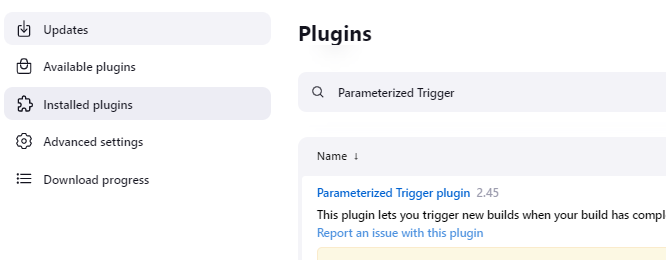 Plugins
Updates
Available plugins
Installed plugins
Advanced settings
Download progress
Parameterized Trigger
Name ↓
Parameterized Trigger plugin 2.45
This plugin lets you trigger new builds when your build has compl
Report an issue with this plugin